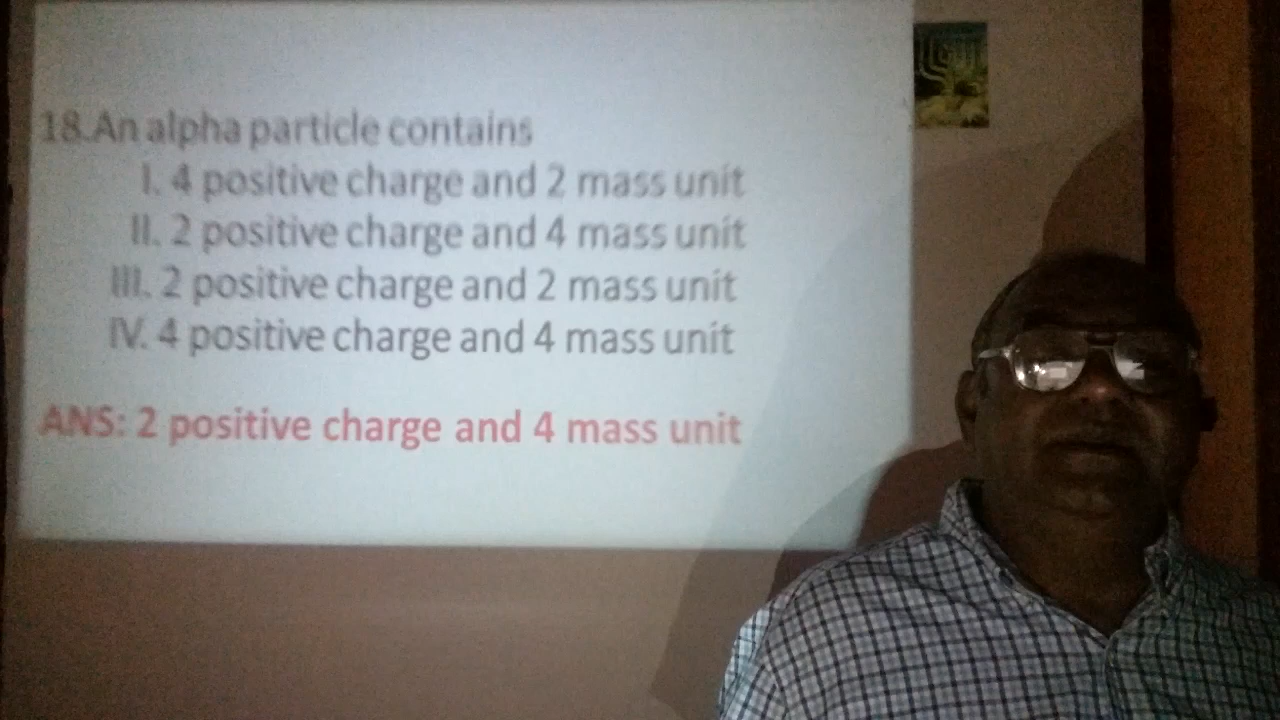 18.An alpha particle contains
I. 4 positive charge and 2 mass unit
II. 2 positive charge and 4 mass unit
III. 2 positive charge and 2 mass unit
IV. 4 positive charge and 4 mass unit
ANS: 2 positive charge and 4 mass unit